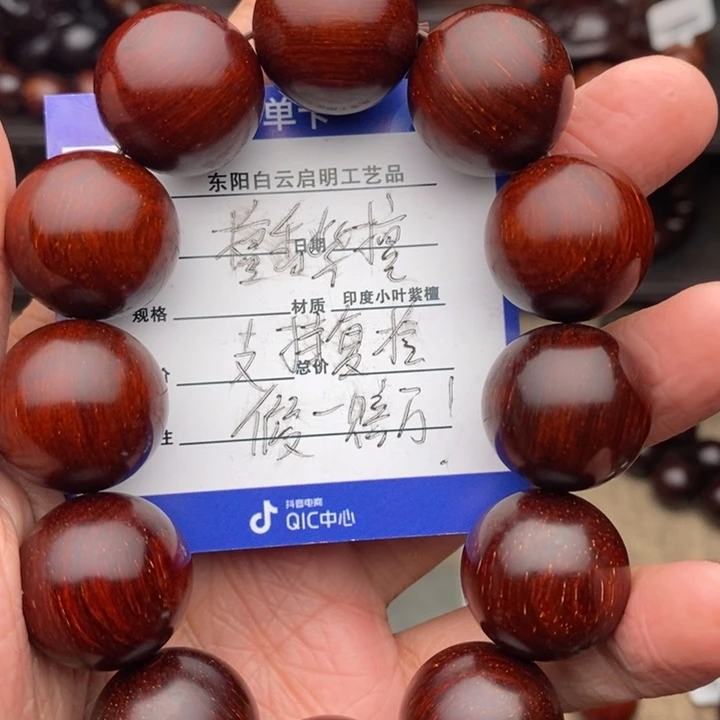 单卡
东阳白云启明工艺品
日期
檀香紫檀
规格 材质 印度小叶紫檀
支持复检
总价
假一赔万!
抖音电商
QIC中心